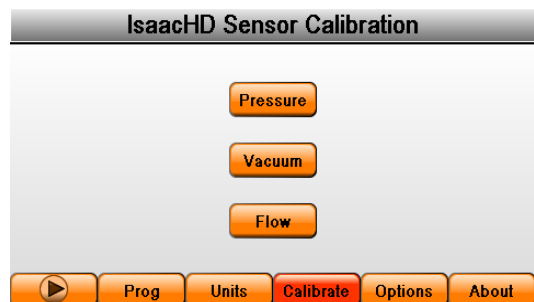 IsaacHD Sensor Calibration
Pressure
Vacuum
Flow
Prog Units Calibrate Options About